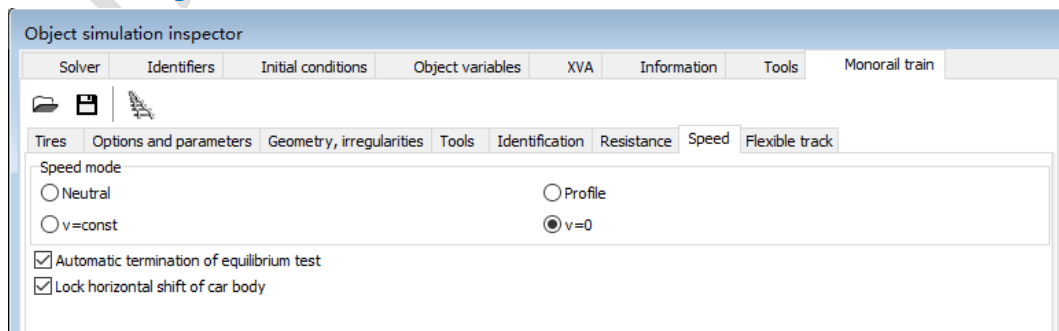 Object simulation inspector
Solver Identifiers Initial conditions Object variables XVA Information Tools Monorail train
Tires Options and parameters Geometry, irregularities Tools Identification Resistance Speed Flexible track
Speed mode
Neutral Profile
v=const v=0
Automatic termination of equilibrium test
Lock horizontal shift of car body